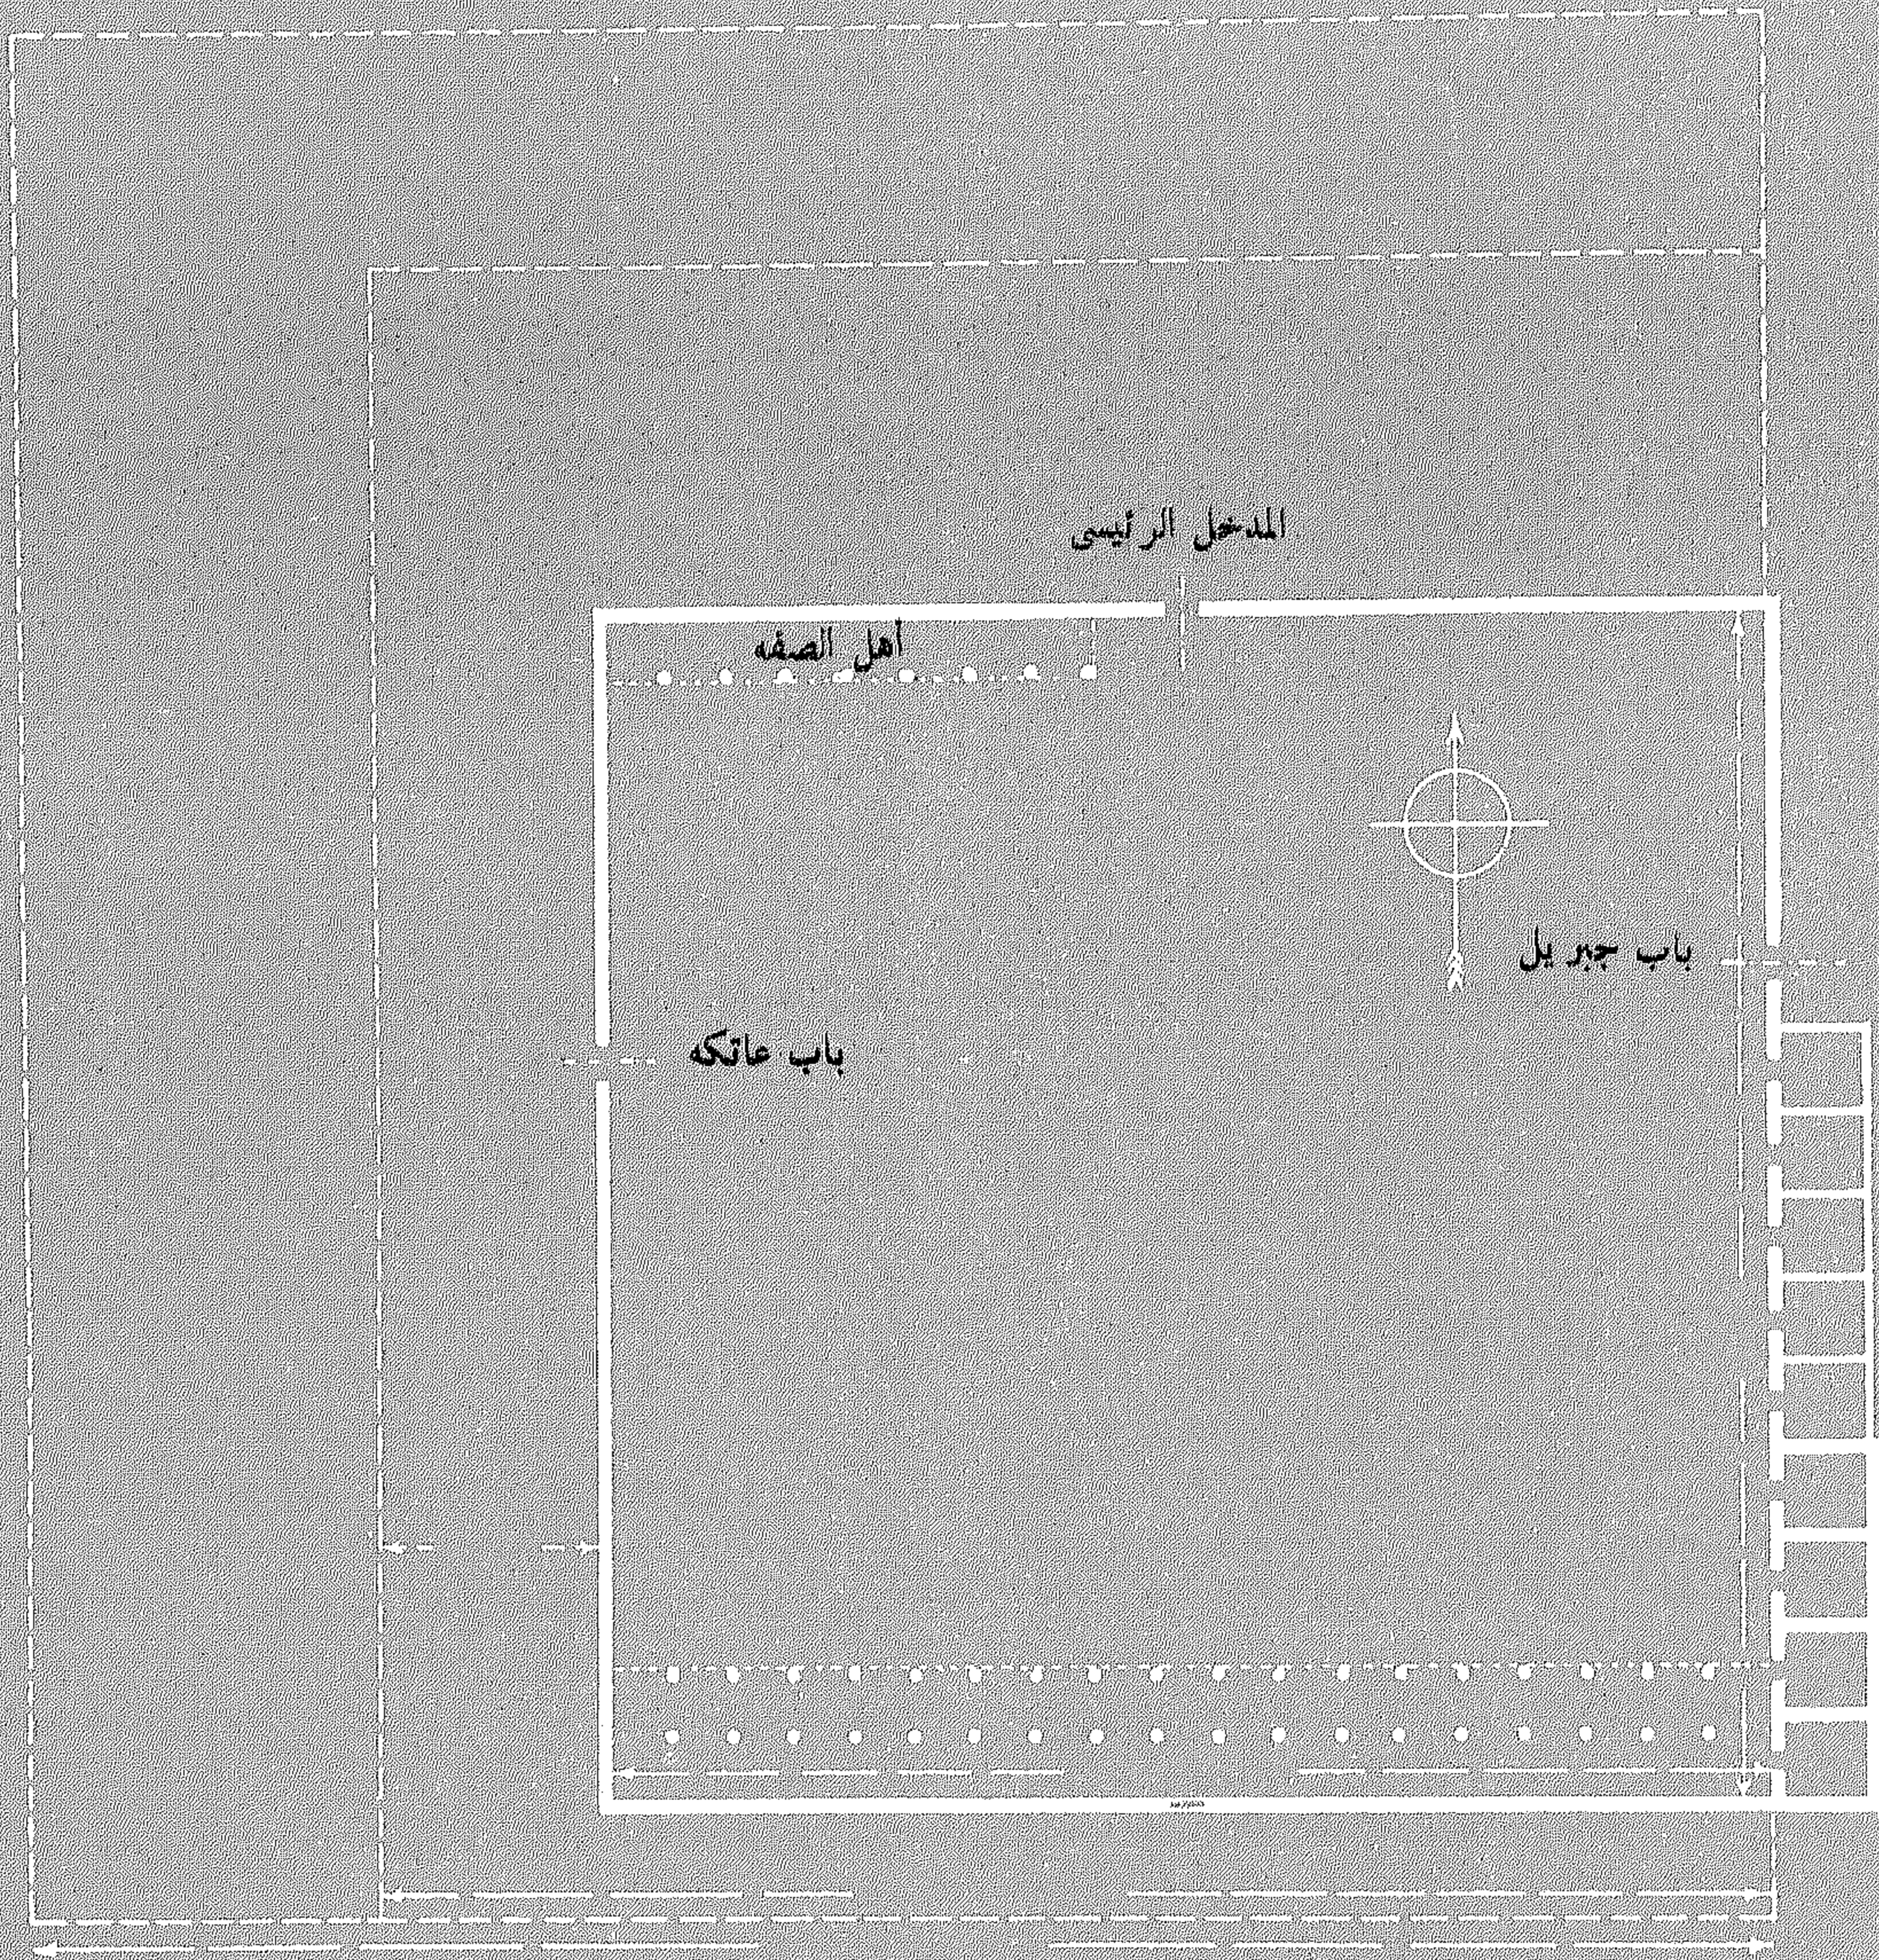 المدخل الرئيسى
أهل الصفه
باب جبريل
باب عاتكه